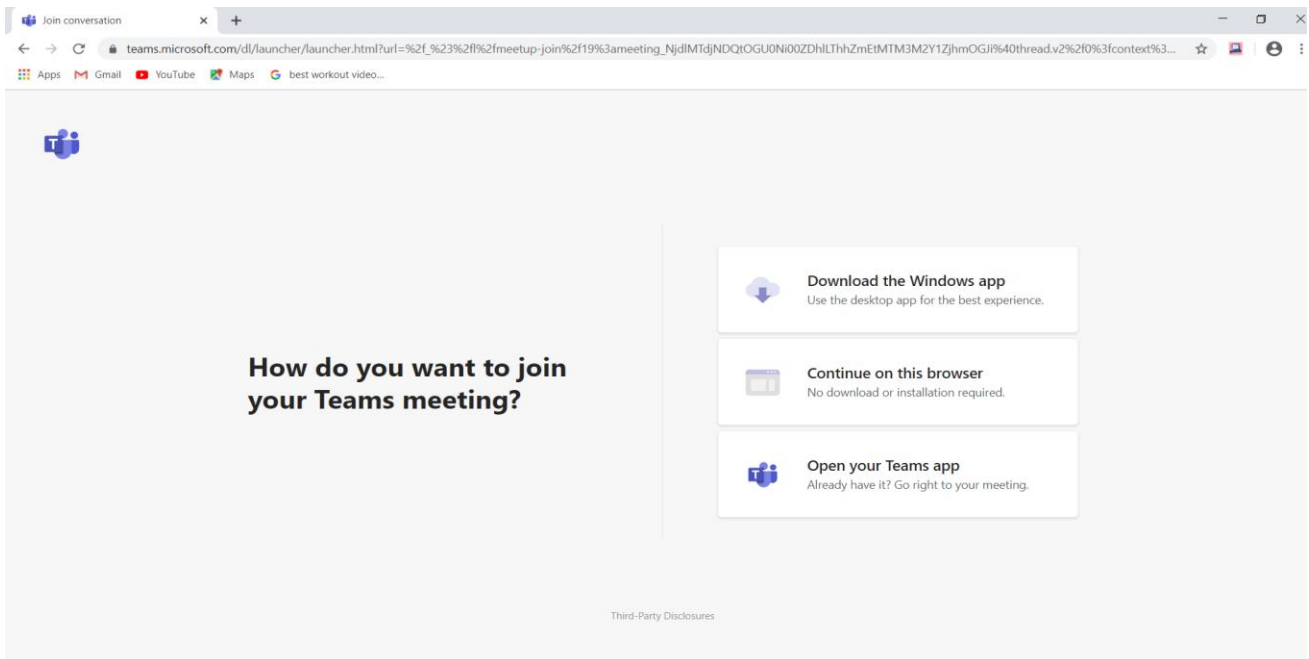 Join conversation
teams.microsoft.com/dl/launcher/launcher.html?url=%2f_%23%2fl%2fmeetup-join%2f19%3ameeting_NjdlMTdjNDQtOGU0Ni00ZDhlLThhZmEtMTM3M2Y1ZjhmOGJi%40thread.v2%2f0%3fcontext%3...
Apps Gmail YouTube Maps best workout video...
Download the Windows app
Use the desktop app for the best experience.
How do you want to join
your Teams meeting?
Continue on this browser
No download or installation required.
Open your Teams app
Already have it? Go right to your meeting.
Third-Party Disclosures